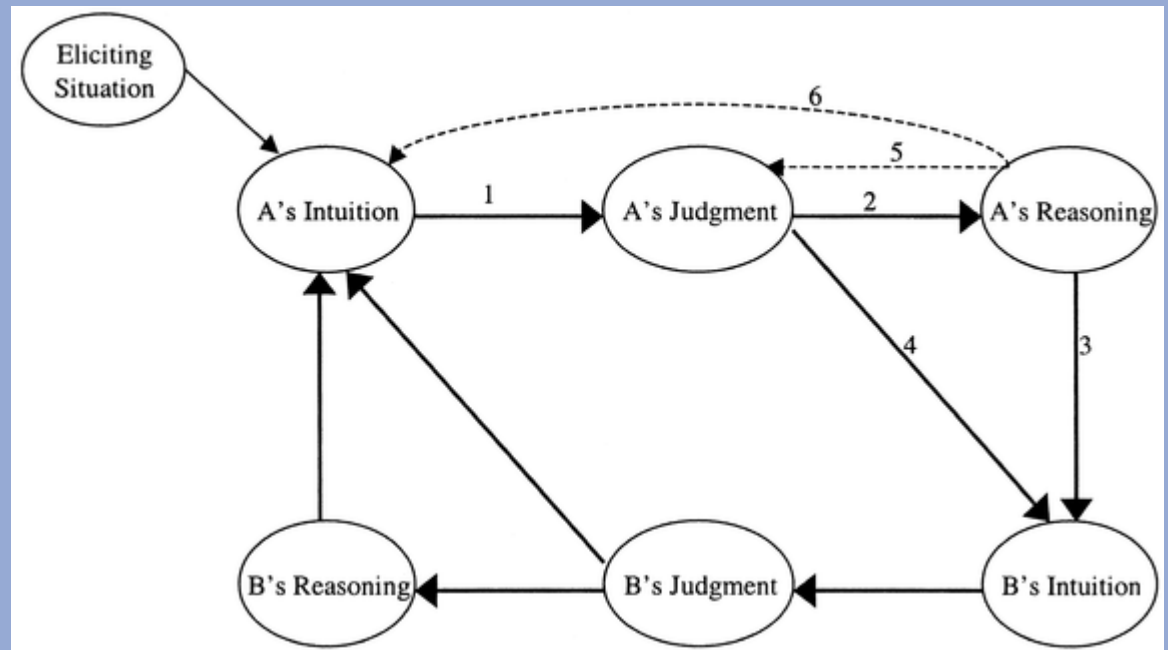 Eliciting
Situation
6
5
A's Intuition
1
A's Judgment
2
A's Reasoning
4
3
B's Reasoning
B's Judgment
B's Intuition